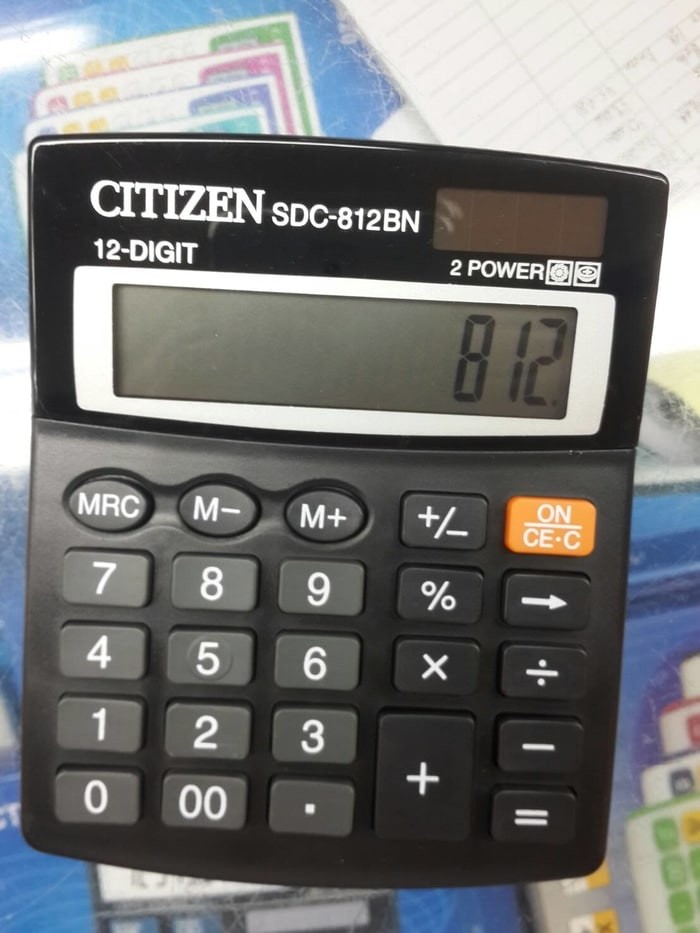 CITIZEN SDC-812BN
12-DIGIT
2 POWER
812.
MRC M- M+ +/- ON
CE·C
7 8 9 % →
4 5 6 × ÷
1 2 3 + −
0 00 . =